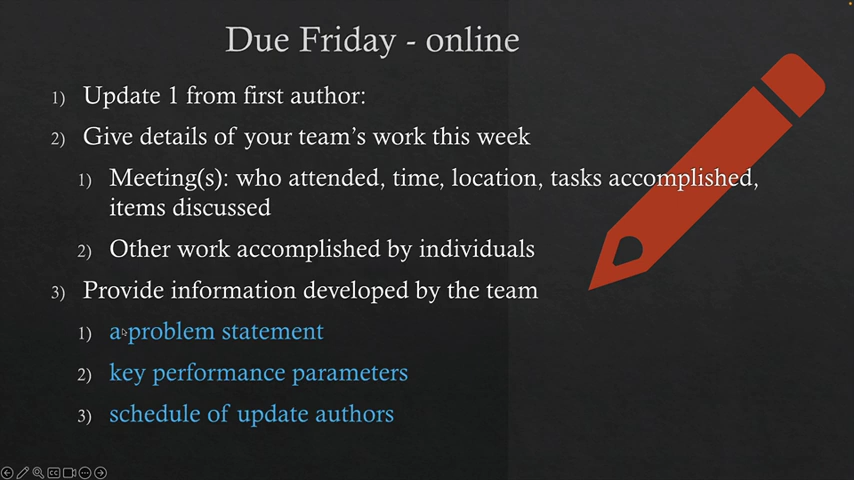 Due Friday - online
1) Update 1 from first author:
2) Give details of your team's work this week
1) Meeting(s): who attended, time, location, tasks accomplished,
items discussed
2) Other work accomplished by individuals
3) Provide information developed by the team
1) a problem statement
2) key performance parameters
3) schedule of update authors